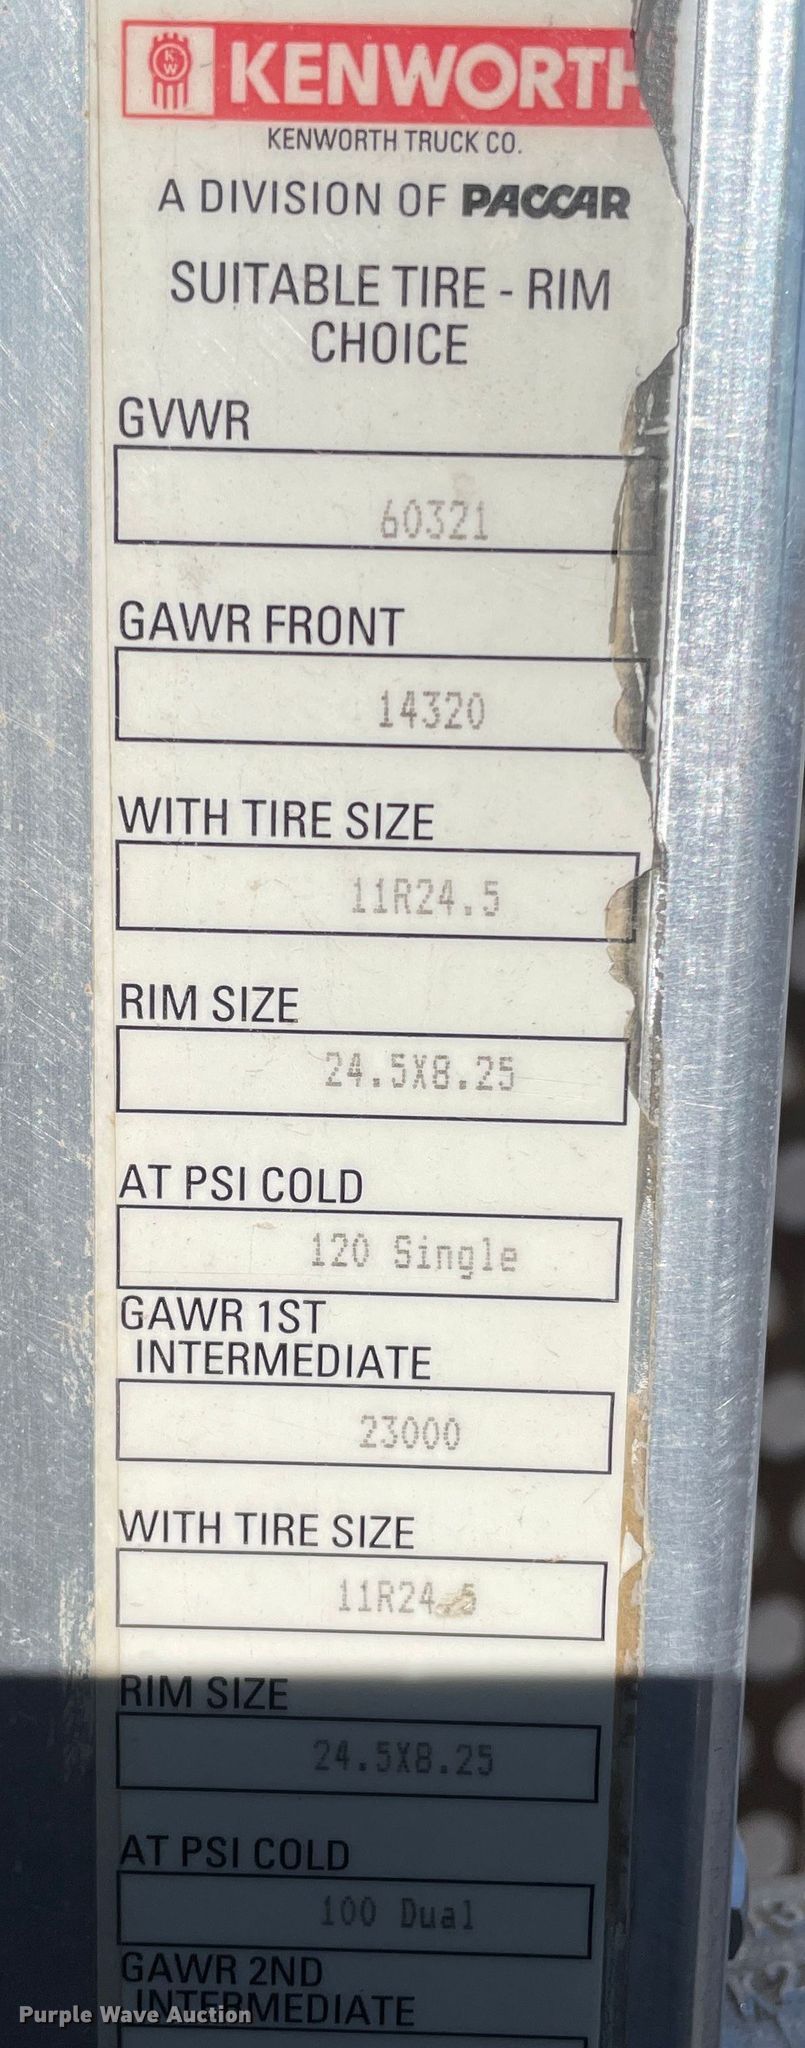 KW KENWORTH
KENWORTH TRUCK CO.
A DIVISION OF PACCAR
SUITABLE TIRE - RIM
CHOICE
GVWR
60321
GAWR FRONT
14320
WITH TIRE SIZE
11R24.5
RIM SIZE
24.5X8.25
AT PSI COLD
120 Single
GAWR 1ST
INTERMEDIATE
23000
WITH TIRE SIZE
11R24.5
RIM SIZE
24.5X8.25
AT PSI COLD
100 Dual
GAWR 2ND
INTERMEDIATE
Purple Wave Auction